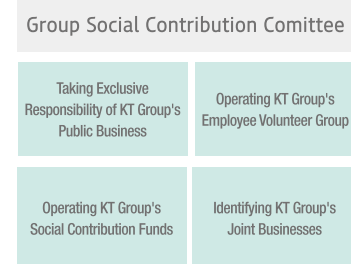 Group Social Contribution Comittee
Taking Exclusive
Responsibility of KT Group's
Public Business
Operating KT Group's
Employee Volunteer Group
Operating KT Group's
Social Contribution Funds
Identifying KT Group's
Joint Businesses